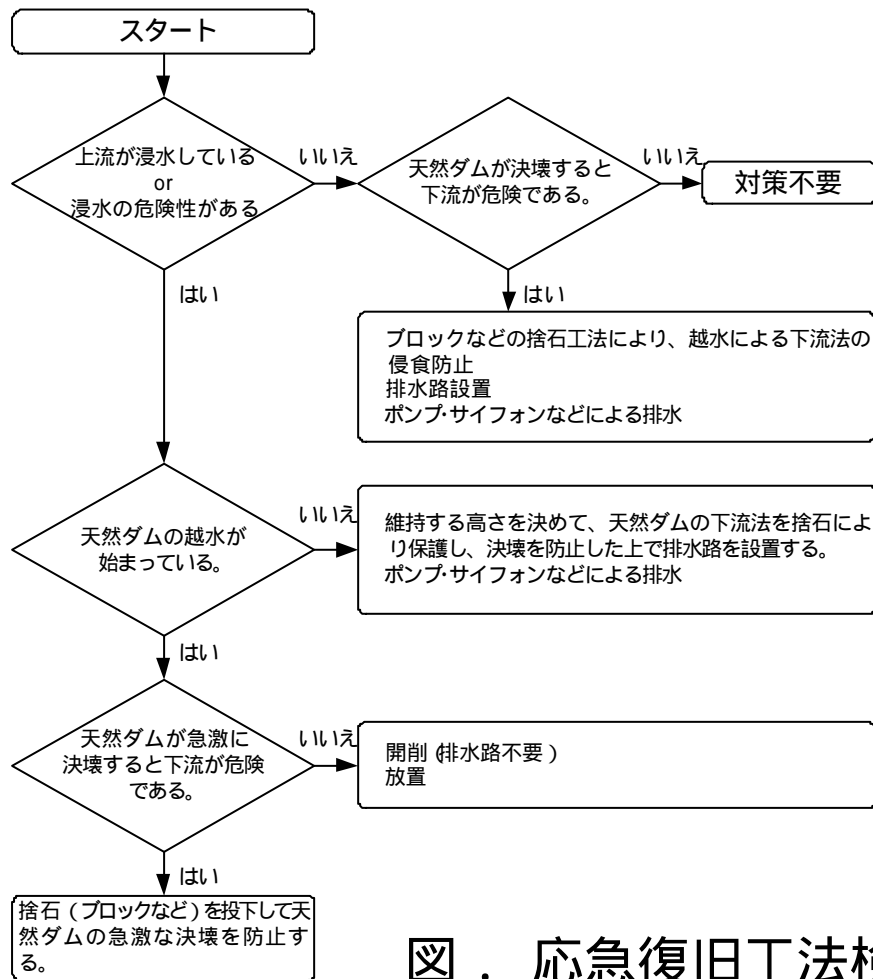 スタート
上流が浸水している
or
浸水の危険性がある
いいえ
天然ダムが決壊すると
下流が危険である。
いいえ
対策不要
はい
はい
ブロックなどの捨石工法により、越水による下流法の
侵食防止
排水路設置
ポンプ・サイフォンなどによる排水
天然ダムの越水が
始まっている。
いいえ
維持する高さを決めて、天然ダムの下流法を捨石によ
り保護し、決壊を防止した上で排水路を設置する。
ポンプ・サイフォンなどによる排水
はい
天然ダムが急激に
決壊すると下流が危険
である。
いいえ
開削(排水路不要)
放置
はい
捨石(ブロックなど)を投下して天
然ダムの急激な決壊を防止す
る。
図.応急復旧工法検